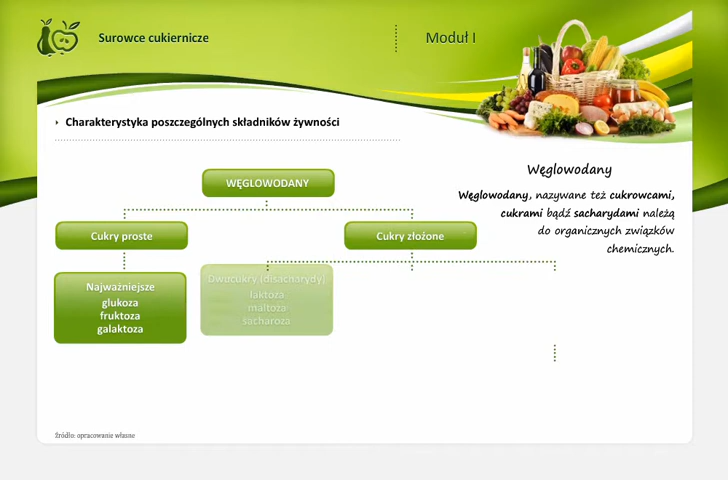 Surowce cukiernicze
Moduł I
Charakterystyka poszczególnych składników żywności
WĘGLOWODANY
Cukry proste
Cukry złożone
Najważniejsze
glukoza
fruktoza
galaktoza
Dwucukry (disacharydy)
laktoza
maltoza
sacharoza
Węglowodany
Węglowodany, nazywane też cukrowcami,
cukrami bądź sacharydami należą
do organicznych związków
chemicznych.
Źródło: opracowanie własne